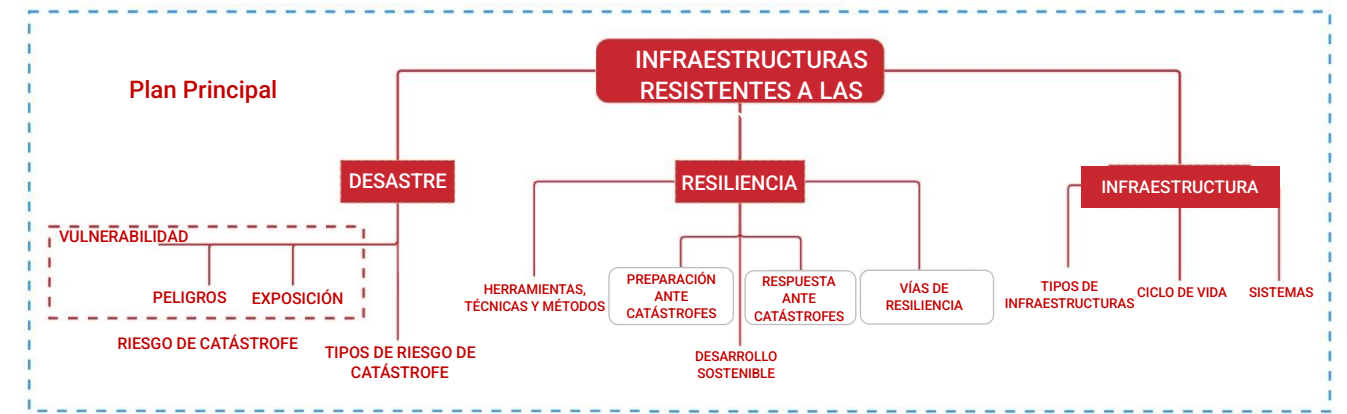 INFRAESTRUCTURAS
RESISTENTES A LAS
Plan Principal
DESASTRE
RESILIENCIA
INFRAESTRUCTURA
VULNERABILIDAD
PELIGROS
EXPOSICIÓN
RIESGO DE CATÁSTROFE
TIPOS DE RIESGO DE
CATÁSTROFE
HERRAMIENTAS,
TÉCNICAS Y MÉTODOS
PREPARACIÓN
ANTE
CATÁSTROFES
RESPUESTA
ANTE
CATÁSTROFES
VÍAS DE
RESILIENCIA
DESARROLLO
SOSTENIBLE
TIPOS DE
INFRAESTRUCTURAS
CICLO DE VIDA
SISTEMAS